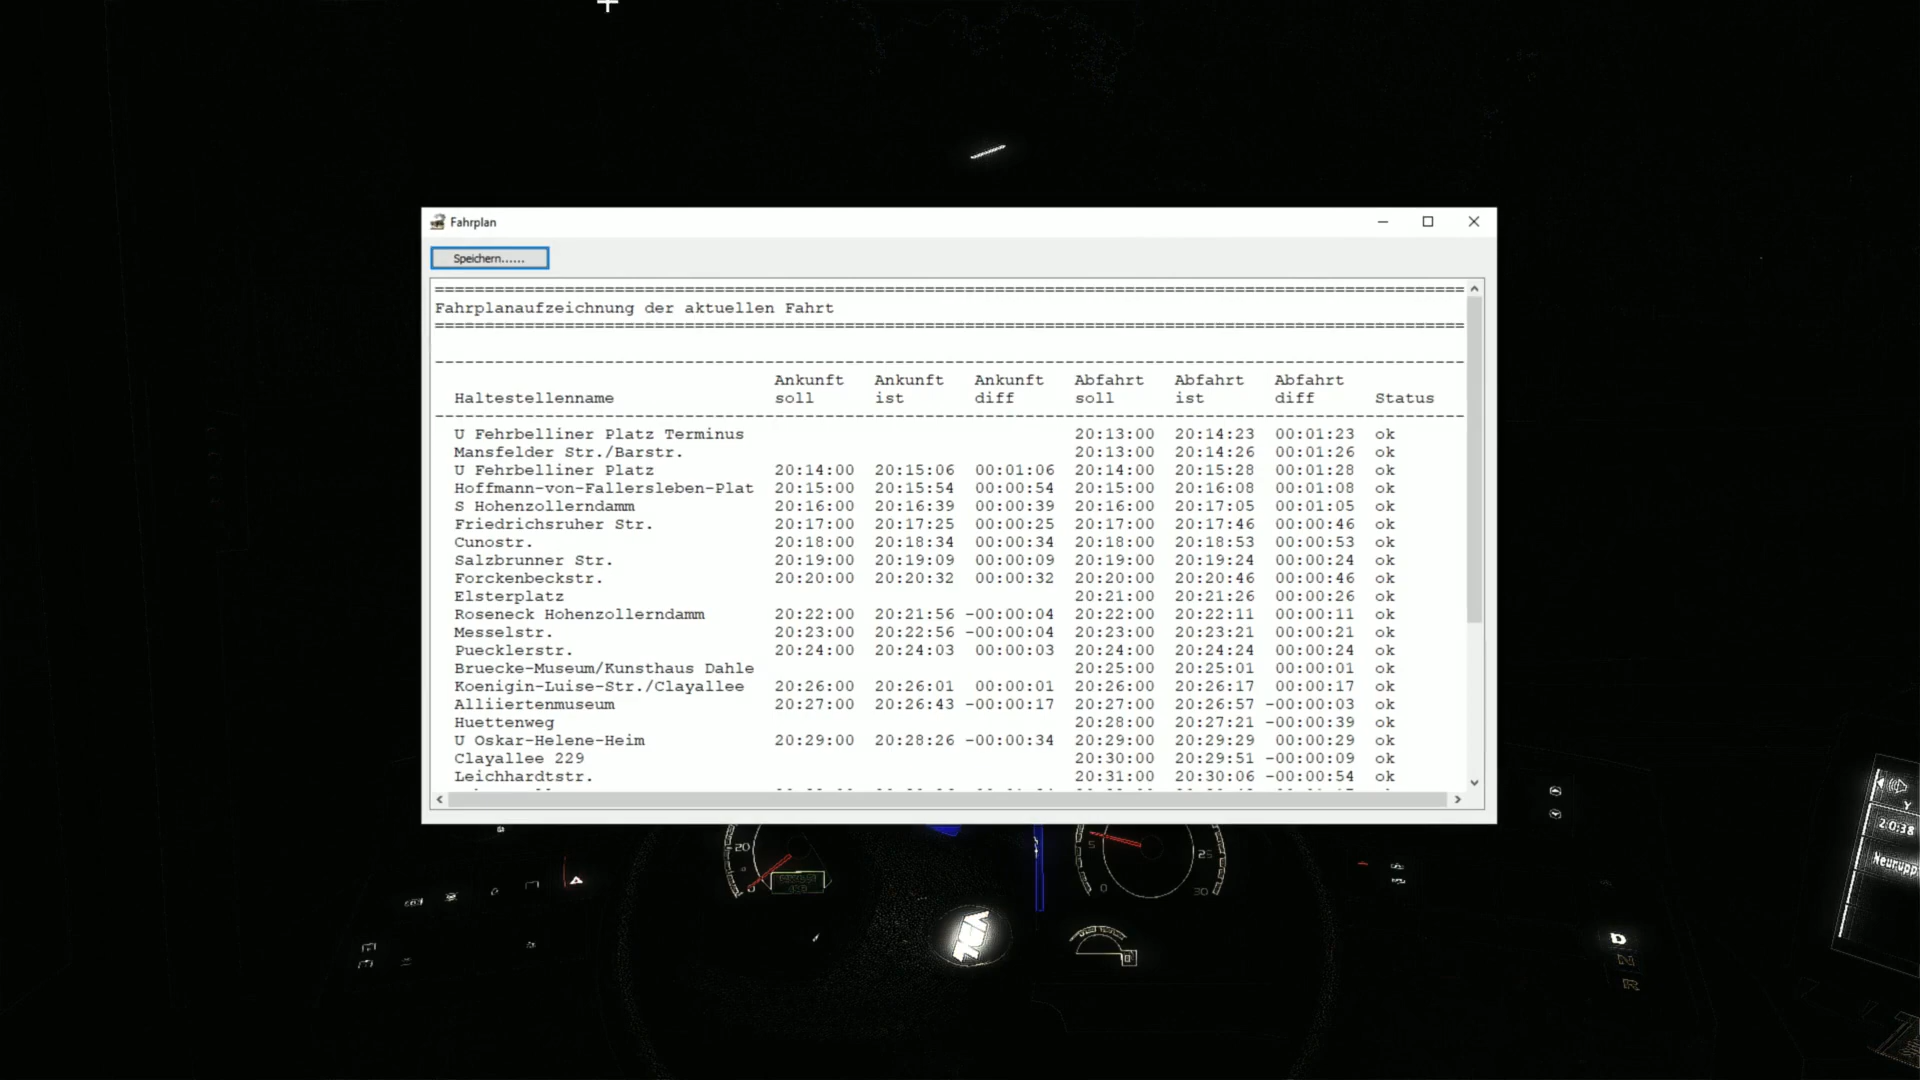 Fahrplan
Speichern......
================================================================================
Fahrplanaufzeichnung der aktuellen Fahrt
================================================================================
--------------------------------------------------------------------------------
Ankunft Ankunft Ankunft Abfahrt Abfahrt Abfahrt
Haltestellenname soll ist diff soll ist diff Status
--------------------------------------------------------------------------------
U Fehrbelliner Platz Terminus 20:13:00 20:14:23 00:01:23 ok
Mansfelder Str./Barstr. 20:13:00 20:14:26 00:01:26 ok
U Fehrbelliner Platz 20:14:00 20:15:06 00:01:06 20:14:00 20:15:28 00:01:28 ok
Hoffmann-von-Fallersleben-Plat 20:15:00 20:15:54 00:00:54 20:15:00 20:16:08 00:01:08 ok
S Hohenzollerndamm 20:16:00 20:16:39 00:00:39 20:16:00 20:17:05 00:01:05 ok
Friedrichsruher Str. 20:17:00 20:17:25 00:00:25 20:17:00 20:17:46 00:00:46 ok
Cunostr. 20:18:00 20:18:34 00:00:34 20:18:00 20:18:53 00:00:53 ok
Salzbrunner Str. 20:19:00 20:19:09 00:00:09 20:19:00 20:19:24 00:00:24 ok
Forckenbeckstr. 20:20:00 20:20:32 00:00:32 20:20:00 20:20:46 00:00:46 ok
Elsterplatz 20:21:00 20:21:26 00:00:26 ok
Roseneck Hohenzollerndamm 20:22:00 20:21:56 -00:00:04 20:22:00 20:22:11 00:00:11 ok
Messelstr. 20:23:00 20:22:56 -00:00:04 20:23:00 20:23:21 00:00:21 ok
Puecklerstr. 20:24:00 20:24:03 00:00:03 20:24:00 20:24:24 00:00:24 ok
Bruecke-Museum/Kunsthaus Dahle 20:25:00 20:25:01 00:00:01 ok
Koenigin-Luise-Str./Clayallee 20:26:00 20:26:01 00:00:01 20:26:00 20:26:17 00:00:17 ok
Alliiertenmuseum 20:27:00 20:26:43 -00:00:17 20:27:00 20:26:57 -00:00:03 ok
Huettenweg 20:28:00 20:27:21 -00:00:39 ok
U Oskar-Helene-Heim 20:29:00 20:28:26 -00:00:34 20:29:00 20:29:29 00:00:29 ok
Clayallee 229 20:30:00 20:29:51 -00:00:09 ok
Leichhardtstr. 20:31:00 20:30:06 -00:00:54 ok
20
0
5
25
0
30
20:38
D
N
R